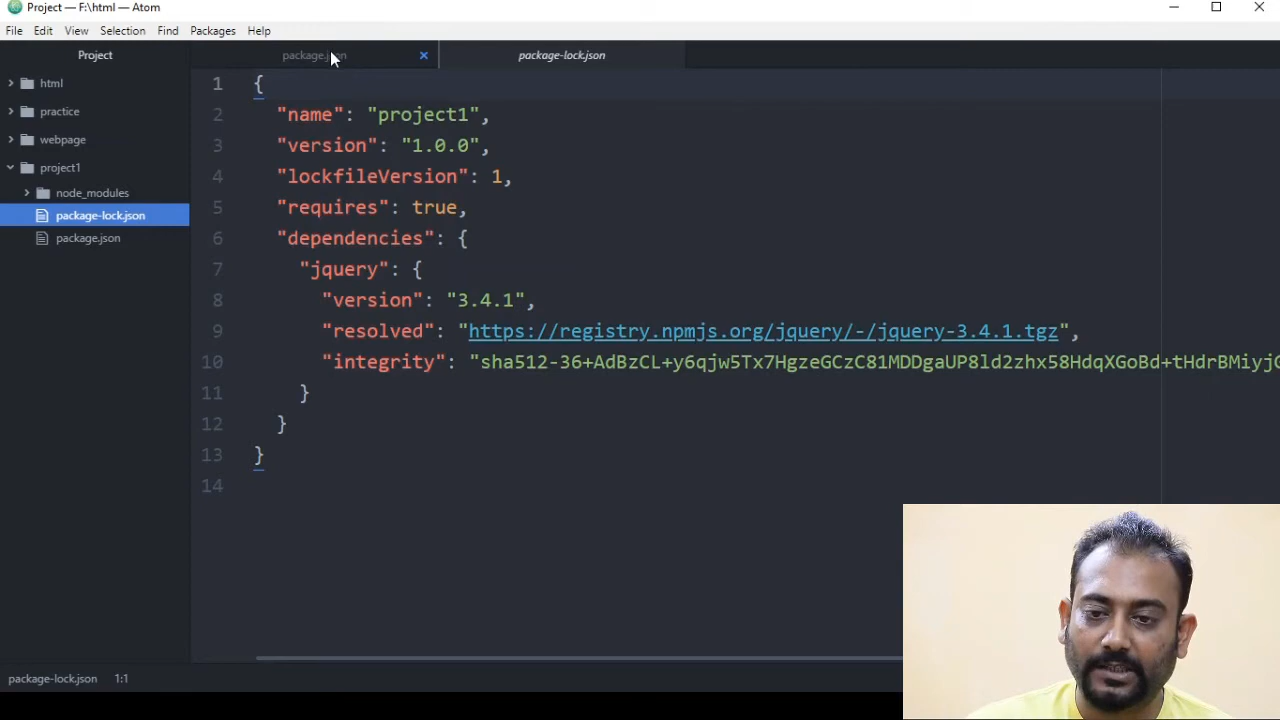 Project — F:\html — Atom
File Edit View Selection Find Packages Help
Project
html
practice
webpage
project1
node_modules
package-lock.json
package.json
package.json
package-lock.json
1 {
2 "name": "project1",
3 "version": "1.0.0",
4 "lockfileVersion": 1,
5 "requires": true,
6 "dependencies": {
7 "jquery": {
8 "version": "3.4.1",
9 "resolved": "https://registry.npmjs.org/jquery/-/jquery-3.4.1.tgz",
10 "integrity": "sha512-36+AdBzCL+y6qjw5Tx7HgzeGCzC81MDDgaUP8ld2zhx58HdqXGoBd+tHdrBMiyj
11 }
12 }
13 }
14
package-lock.json 1:1